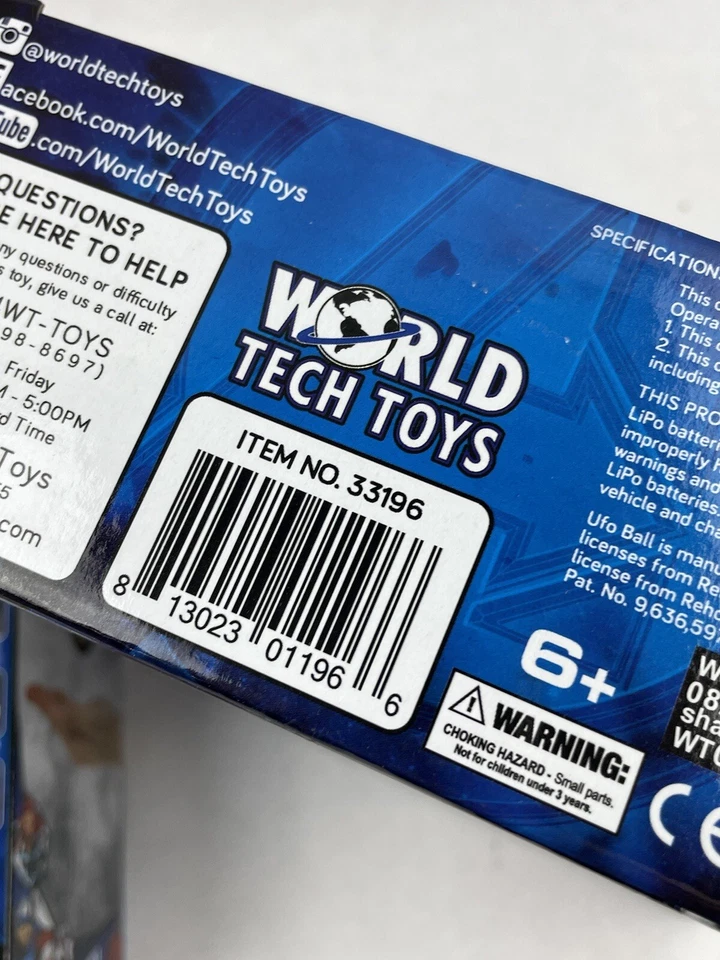 @worldtechtoys
acebook.com/WorldTechToys
Tube.com/WorldTechToys
QUESTIONS?
E HERE TO HELP
ny questions or difficulty
s toy, give us a call at:
WT-TOYS
98-8697)
Friday
M - 5:00PM
d Time
Toys
5
.com
WORLD
TECH TOYS
ITEM NO. 33196
8 13023 01196 6
SPECIFICATION
This
Opera
1. This
2. This
including
THIS PRO
LiPo batter
improperly
warnings and
LiPo batteries
vehicle and cha
Ufo Ball is manu
licenses from Re
license from Reh
Pat. No. 9,636,59
6+
WARNING:
CHOKING HAZARD - Small parts.
Not for children under 3 years.
W
08
sha
WT
CE